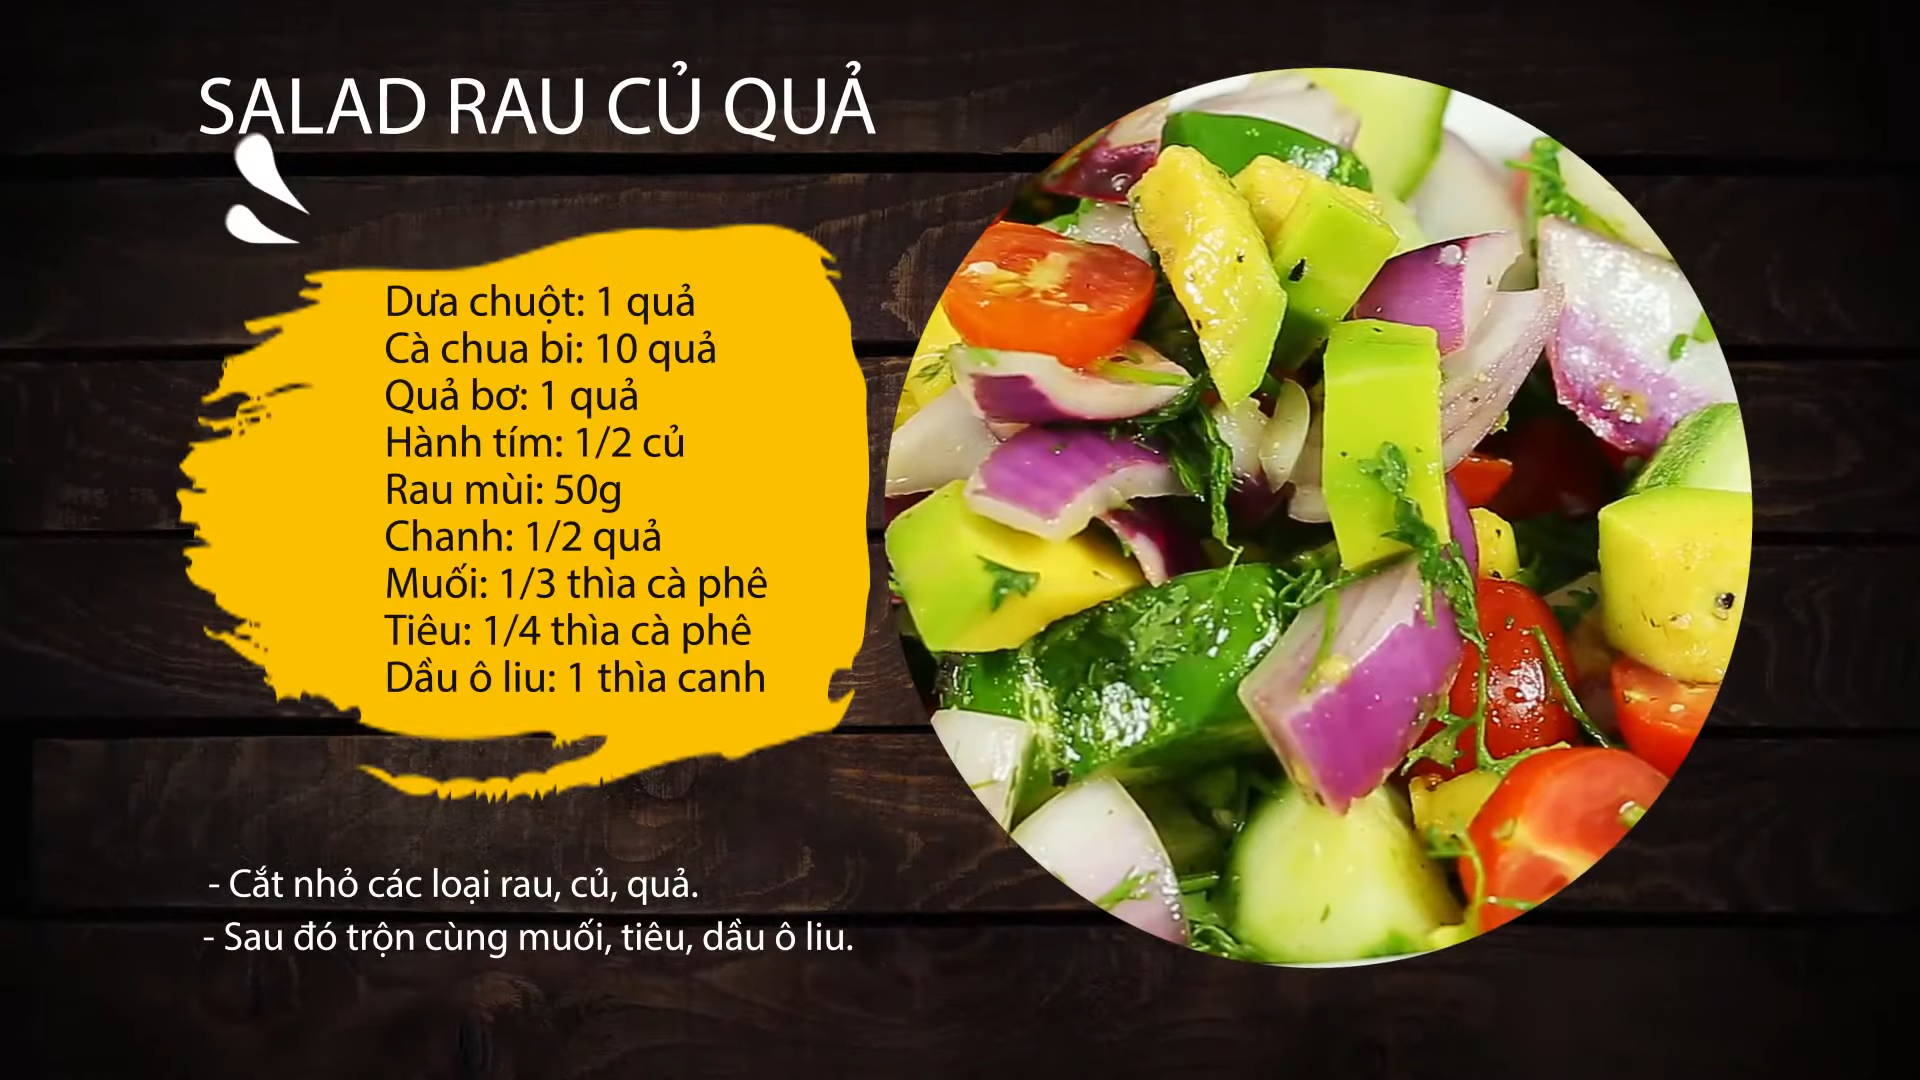 SALAD RAU CỦ QUẢ
Dưa chuột: 1 quả
Cà chua bi: 10 quả
Quả bơ: 1 quả
Hành tím: 1/2 củ
Rau mùi: 50g
Chanh: 1/2 quả
Muối: 1/3 thìa cà phê
Tiêu: 1/4 thìa cà phê
Dầu ô liu: 1 thìa canh
- Cắt nhỏ các loại rau, củ, quả.
- Sau đó trộn cùng muối, tiêu, dầu ô liu.